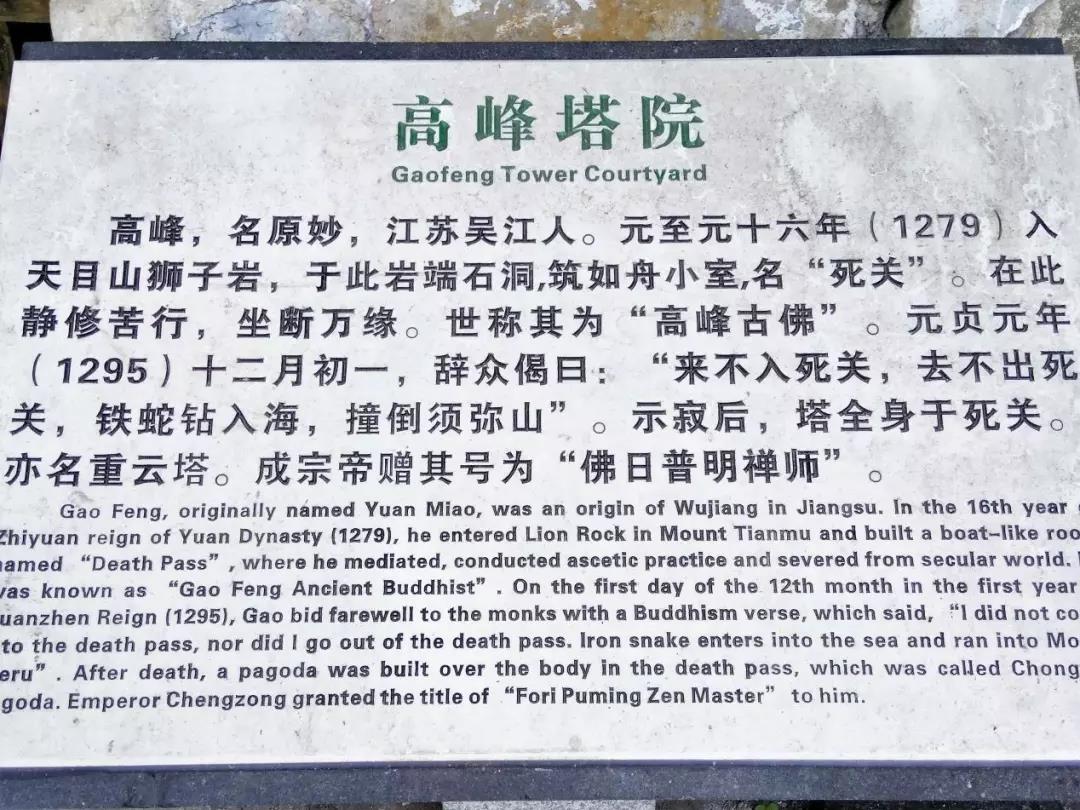 高峰塔院
Gaofeng Tower Courtyard
高峰，名原妙，江苏吴江人。元至元十六年（1279）入
天目山狮子岩，于此岩端石洞,筑如舟小室,名“死关”。在此
静修苦行，坐断万缘。世称其为“高峰古佛”。元贞元年
（1295）十二月初一，辞众偈曰：“来不入死关，去不出死
关，铁蛇钻入海，撞倒须弥山”。示寂后，塔全身于死关。
亦名重云塔。成宗帝赠其号为“佛日普明禅师”。
Gao Feng, originally named Yuan Miao, was an origin of Wujiang in Jiangsu. In the 16th year
Zhiyuan reign of Yuan Dynasty (1279), he entered Lion Rock in Mount Tianmu and built a boat-like roo
named “Death Pass”, where he mediated, conducted ascetic practice and severed from secular world.
was known as “Gao Feng Ancient Buddhist”. On the first day of the 12th month in the first year
uanzhen Reign (1295), Gao bid farewell to the monks with a Buddhism verse, which said, “I did not co
to the death pass, nor did I go out of the death pass. Iron snake enters into the sea and ran into Mo
eru”. After death, a pagoda was built over the body in the death pass, which was called Chong
goda. Emperor Chengzong granted the title of “Fori Puming Zen Master” to him.